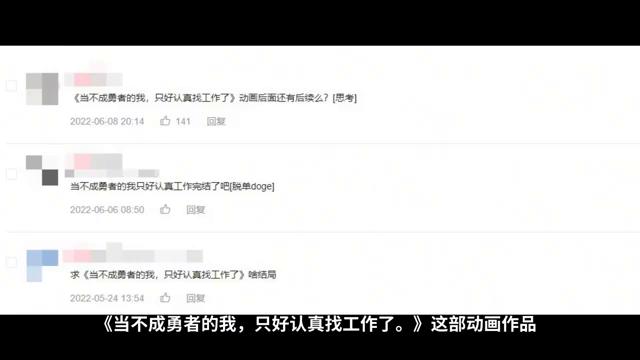 《当不成勇者的我，只好认真找工作了》动画后面还有后续么？[思考]
2022-06-08 20:14 141 回复
当不成勇者的我只好认真工作完结了吧[脱单doge]
2022-06-06 08:50 回复
求《当不成勇者的我，只好认真找工作了》啥结局
2022-05-24 13:54 回复
《当不成勇者的我，只好认真找工作了。》这部动画作品